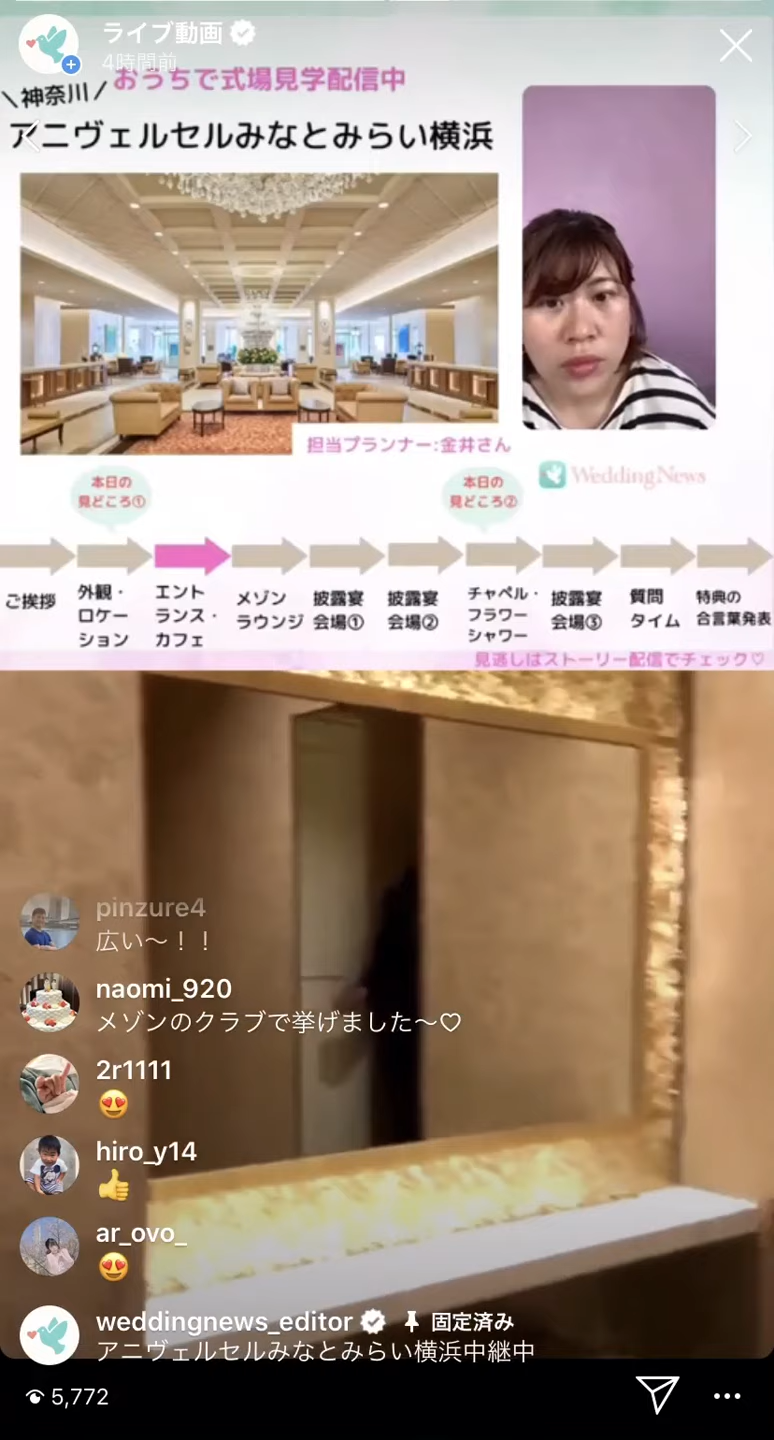 ライブ動画
4時間前
おうちで式場見学配信中
＼神奈川／
アニヴェルセルみなとみらい横浜
担当プランナー:金井さん
本日の
見どころ①
本日の
見どころ②
WeddingNews
ご挨拶
外観・
ロケー
ション
エント
ランス・
カフェ
メゾン
ラウンジ
披露宴
会場①
披露宴
会場②
チャペル・
フラワー
シャワー
披露宴
会場③
質問
タイム
特典の
合言葉発表
見逃しはストーリー配信でチェック♡
pinzure4
広い〜！！
naomi_920
メゾンのクラブで挙げました〜♡
2r1111
😍
hiro_y14
👍
ar_ovo_
😍
weddingnews_editor 固定済み
アニヴェルセルみなとみらい横浜中継中
5,772